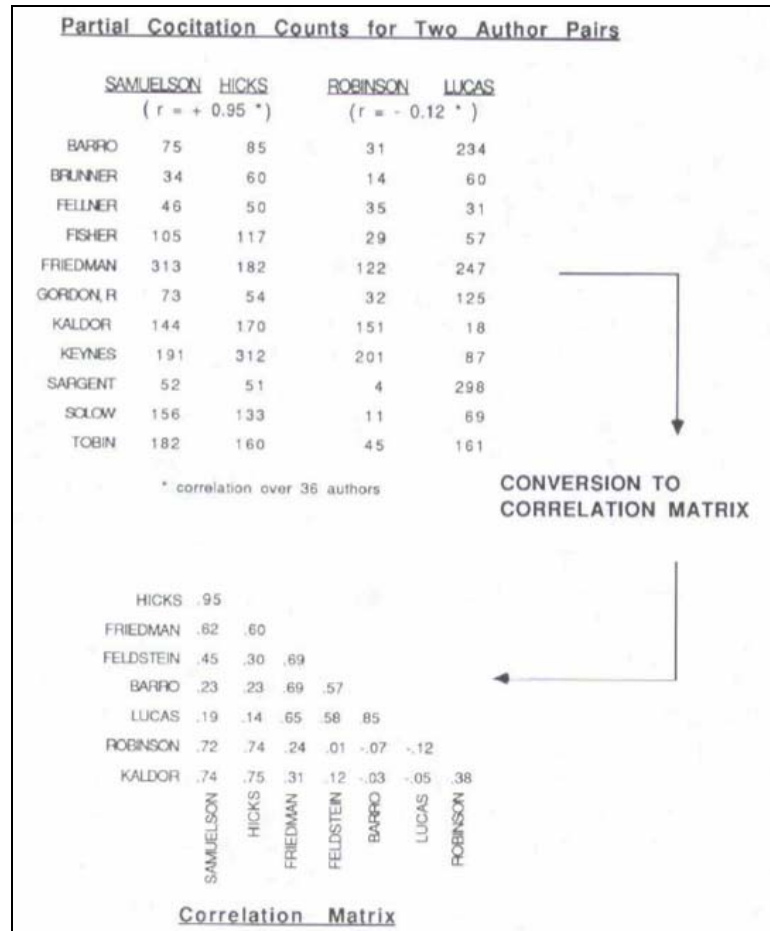 Partial Cocitation Counts for Two Author Pairs
SAMUELSON HICKS ROBINSON LUCAS
( r = + 0.95 *) (r = - 0.12 * )
BARRO 75 85 31 234
BRUNNER 34 60 14 60
FELLNER 46 50 35 31
FISHER 105 117 29 57
FRIEDMAN 313 182 122 247
GORDON, R 73 54 32 125
KALDOR 144 170 151 18
KEYNES 191 312 201 87
SARGENT 52 51 4 298
SOLOW 156 133 11 69
TOBIN 182 160 45 161
* correlation over 36 authors
CONVERSION TO
CORRELATION MATRIX
HICKS .95
FRIEDMAN .62 .60
FELDSTEIN .45 .30 .69
BARRO .23 .23 .69 .57
LUCAS .19 .14 .65 .58 .85
ROBINSON .72 .74 .24 .01 -.07 -.12
KALDOR .74 .75 .31 .12 -.03 -.05 .38
SAMUELSON HICKS FRIEDMAN FELDSTEIN BARRO LUCAS ROBINSON
Correlation Matrix